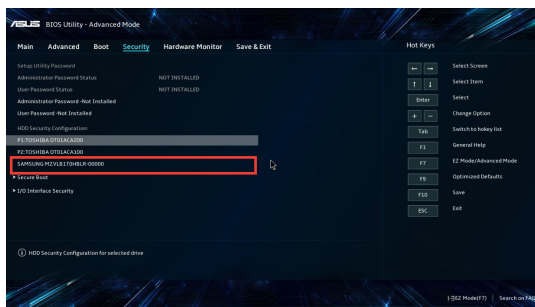 ASUS BIOS Utility - Advanced Mode
Main Advanced Boot Security Hardware Monitor Save & Exit
Hot Keys
Setup Utility Password
Administrator Password Status NOT INSTALLED
User Password Status NOT INSTALLED
Administrator Password -Not Installed
User Password -Not Installed
HDD Security Configuration:
P1:TOSHIBA DT01ACA200
P2:TOSHIBA DT01ACA100
SAMSUNG MZVLB1T0HBLR-00000
Secure Boot
I/O Interface Security
← → Select Screen
↑ ↓ Select Item
Enter Select
+ - Change Option
Tab Switch to hokey list
F1 General Help
F7 EZ Mode/Advanced Mode
F9 Optimized Defaults
F10 Save
ESC Exit
HDD Security Configuration for selected drive
EZ Mode(F7) | Search on FAQ